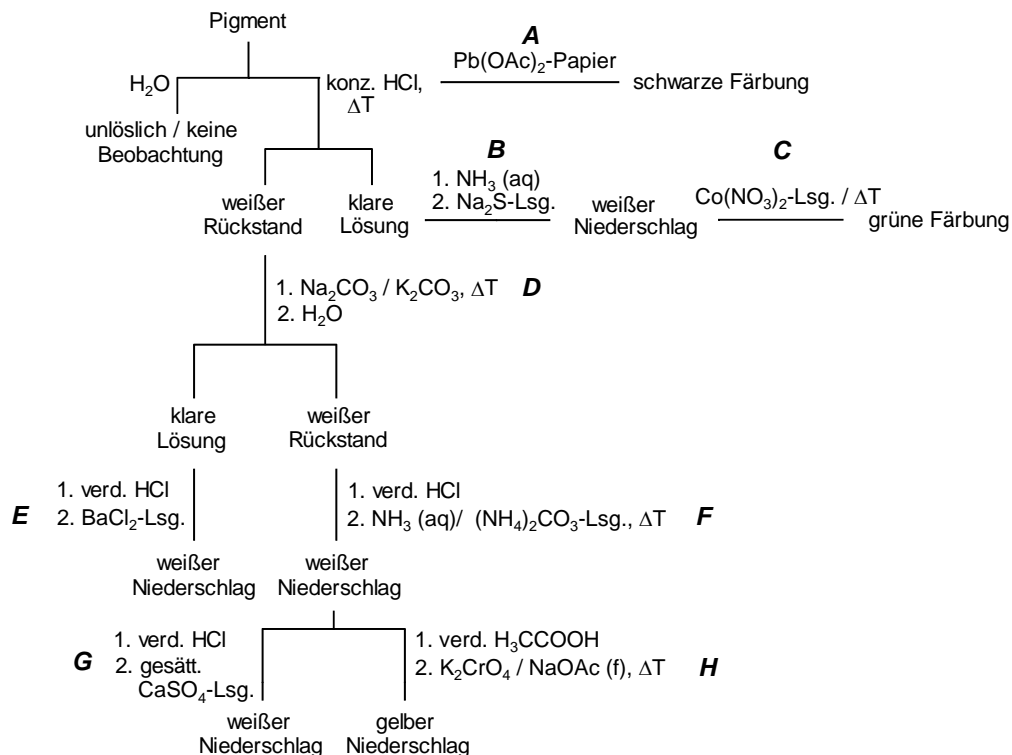 Pigment
A
Pb(OAc)₂-Papier
H₂O
konz. HCl,
ΔT
schwarze Färbung
unlöslich / keine
Beobachtung
B
C
weißer
Rückstand
klare
Lösung
1. NH₃ (aq)
2. Na₂S-Lsg.
weißer
Niederschlag
Co(NO₃)₂-Lsg. / ΔT
grüne Färbung
1. Na₂CO₃ / K₂CO₃, ΔT
D
2. H₂O
klare
Lösung
weißer
Rückstand
E
1. verd. HCl
2. BaCl₂-Lsg.
1. verd. HCl
2. NH₃ (aq)/ (NH₄)₂CO₃-Lsg., ΔT
F
weißer
Niederschlag
weißer
Niederschlag
G
1. verd. HCl
2. gesätt.
CaSO₄-Lsg.
1. verd. H₃CCOOH
2. K₂CrO₄ / NaOAc (f), ΔT
H
weißer
Niederschlag
gelber
Niederschlag